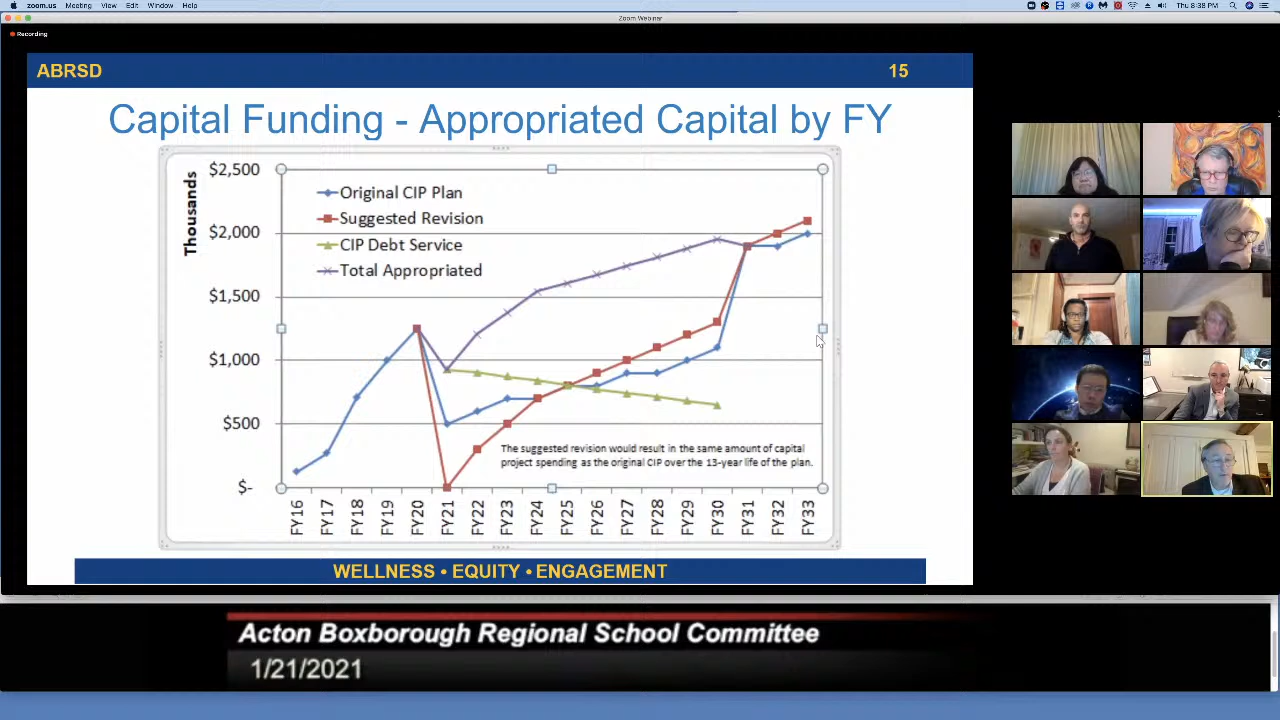 zoom.us Meeting View Edit Window Help Thu 8:38 PM
Zoom Webinar
Recording
ABRSD 15
Capital Funding - Appropriated Capital by FY
Thousands
$2,500
$2,000
$1,500
$1,000
$500
$-
Original CIP Plan
Suggested Revision
CIP Debt Service
Total Appropriated
The suggested revision would result in the same amount of capital
project spending as the original CIP over the 13-year life of the plan.
FY16 FY17 FY18 FY19 FY20 FY21 FY22 FY23 FY24 FY25 FY26 FY27 FY28 FY29 FY30 FY31 FY32 FY33
WELLNESS • EQUITY • ENGAGEMENT
Acton Boxborough Regional School Committee
1/21/2021